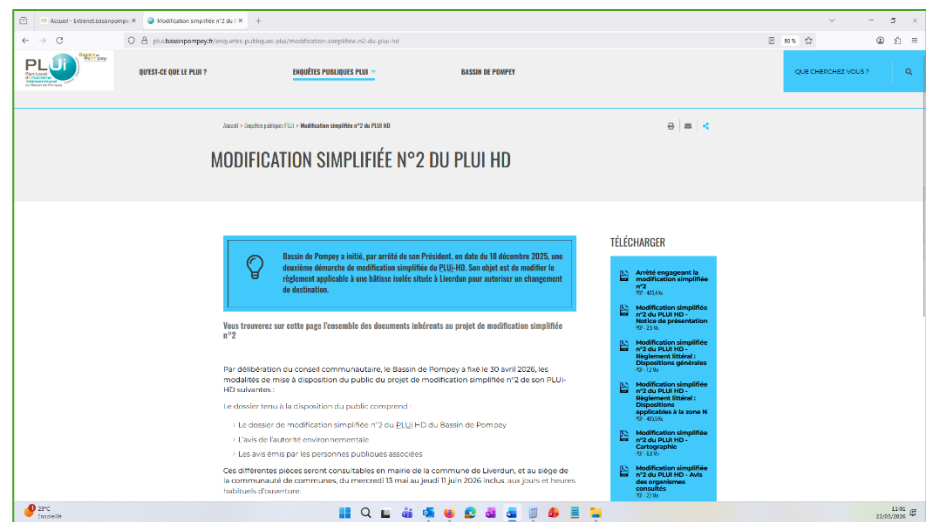 Accueil - Extranet.bassinpompe
Modification simplifiée n°2 du
plui.bassinpompey.fr/enquetes-publiques-plui/modification-simplifiee-n2-du-plui-hd
90 %
PLUi
Plan Local
d'Urbanisme
Intercommunal
du Bassin de Pompey
QU'EST-CE QUE LE PLUI ?
ENQUÊTES PUBLIQUES PLUI
BASSIN DE POMPEY
QUE CHERCHEZ VOUS ?
Accueil > Enquêtes publiques PLUI > Modification simplifiée n°2 du PLUI HD
MODIFICATION SIMPLIFIÉE N°2 DU PLUI HD
Bassin de Pompey a initié, par arrêté de son Président, en date du 18 décembre 2025, une
deuxième démarche de modification simplifiée du PLUi-HD. Son objet est de modifier le
règlement applicable à une bâtisse isolée située à Liverdun pour autoriser un changement
de destination.
Vous trouverez sur cette page l'ensemble des documents inhérents au projet de modification simplifiée
n°2
Par délibération du conseil communautaire, le Bassin de Pompey a fixé le 30 avril 2026, les
modalités de mise à disposition du public du projet de modification simplifiée n°2 de son PLUi-
HD suivantes :
Le dossier tenu à la disposition du public comprend :
› Le dossier de modification simplifiée n°2 du PLUi HD du Bassin de Pompey
› L'avis de l'autorité environnementale
› Les avis émis par les personnes publiques associées
Ces différentes pièces seront consultables en mairie de la commune de Liverdun, et au siège de
la communauté de communes, du mercredi 13 mai au jeudi 11 juin 2026 inclus, aux jours et heures
habituels d'ouverture.
TÉLÉCHARGER
Arrêté engageant la
modification simplifiée
n°2
Modification simplifiée
n°2 du PLUI HD -
Notice de présentation
Modification simplifiée
n°2 du PLUI HD -
Règlement littéral :
Dispositions générales
Modification simplifiée
n°2 du PLUI HD -
Règlement littéral :
Dispositions
applicables à la zone N
Modification simplifiée
n°2 du PLUI HD -
Cartographie
Modification simplifiée
n°2 du PLUI HD - Avis
des organismes
consultés
23°C
Ensoleillé
11:01
22/05/2026